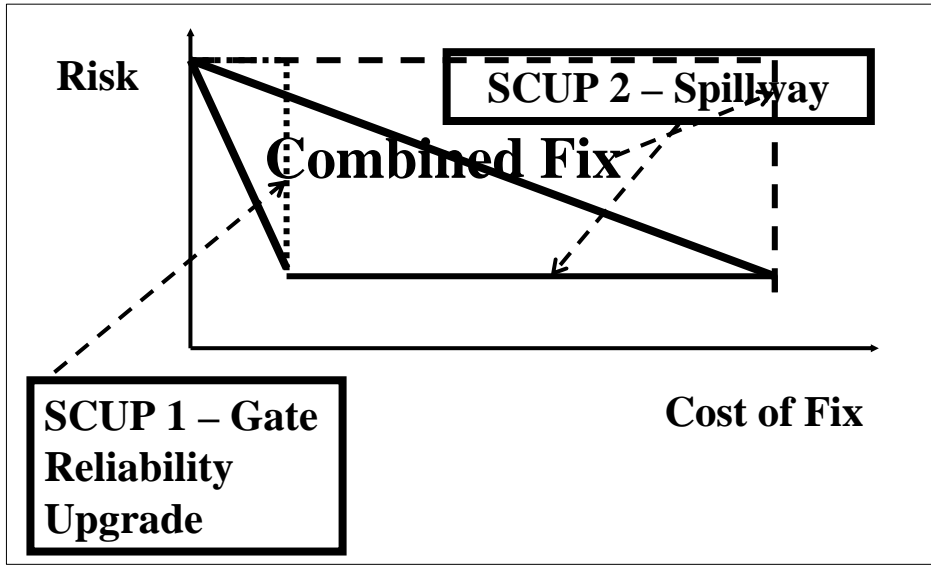 Risk
SCUP 2 – Spillway
Combined Fix
SCUP 1 – Gate
Reliability
Upgrade
Cost of Fix